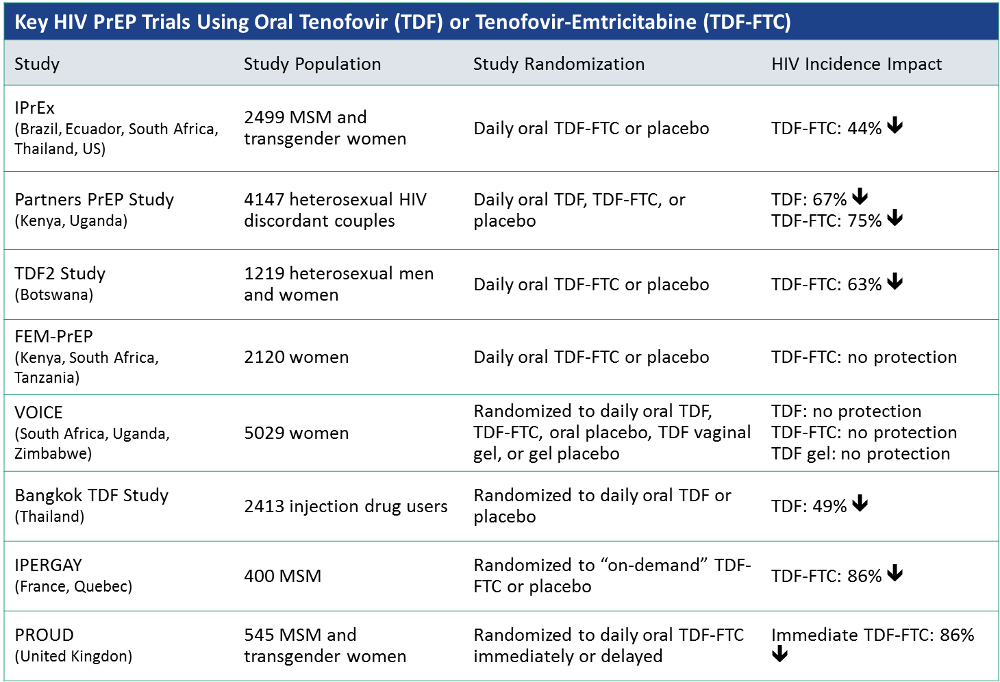 Key HIV PrEP Trials Using Oral Tenofovir (TDF) or Tenofovir-Emtricitabine (TDF-FTC)
Study
Study Population
Study Randomization
HIV Incidence Impact
IPrEx
(Brazil, Ecuador, South Africa,
Thailand, US)
2499 MSM and
transgender women
Daily oral TDF-FTC or placebo
TDF-FTC: 44% 🡫
Partners PrEP Study
(Kenya, Uganda)
4147 heterosexual HIV
discordant couples
Daily oral TDF, TDF-FTC, or
placebo
TDF: 67% 🡫
TDF-FTC: 75% 🡫
TDF2 Study
(Botswana)
1219 heterosexual men
and women
Daily oral TDF-FTC or placebo
TDF-FTC: 63% 🡫
FEM-PrEP
(Kenya, South Africa,
Tanzania)
2120 women
Daily oral TDF-FTC or placebo
TDF-FTC: no protection
VOICE
(South Africa, Uganda,
Zimbabwe)
5029 women
Randomized to daily oral TDF,
TDF-FTC, oral placebo, TDF vaginal
gel, or gel placebo
TDF: no protection
TDF-FTC: no protection
TDF gel: no protection
Bangkok TDF Study
(Thailand)
2413 injection drug users
Randomized to daily oral TDF or
placebo
TDF: 49% 🡫
IPERGAY
(France, Quebec)
400 MSM
Randomized to “on-demand” TDF-
FTC or placebo
TDF-FTC: 86% 🡫
PROUD
(United Kingdon)
545 MSM and
transgender women
Randomized to daily oral TDF-FTC
immediately or delayed
Immediate TDF-FTC: 86%
🡫